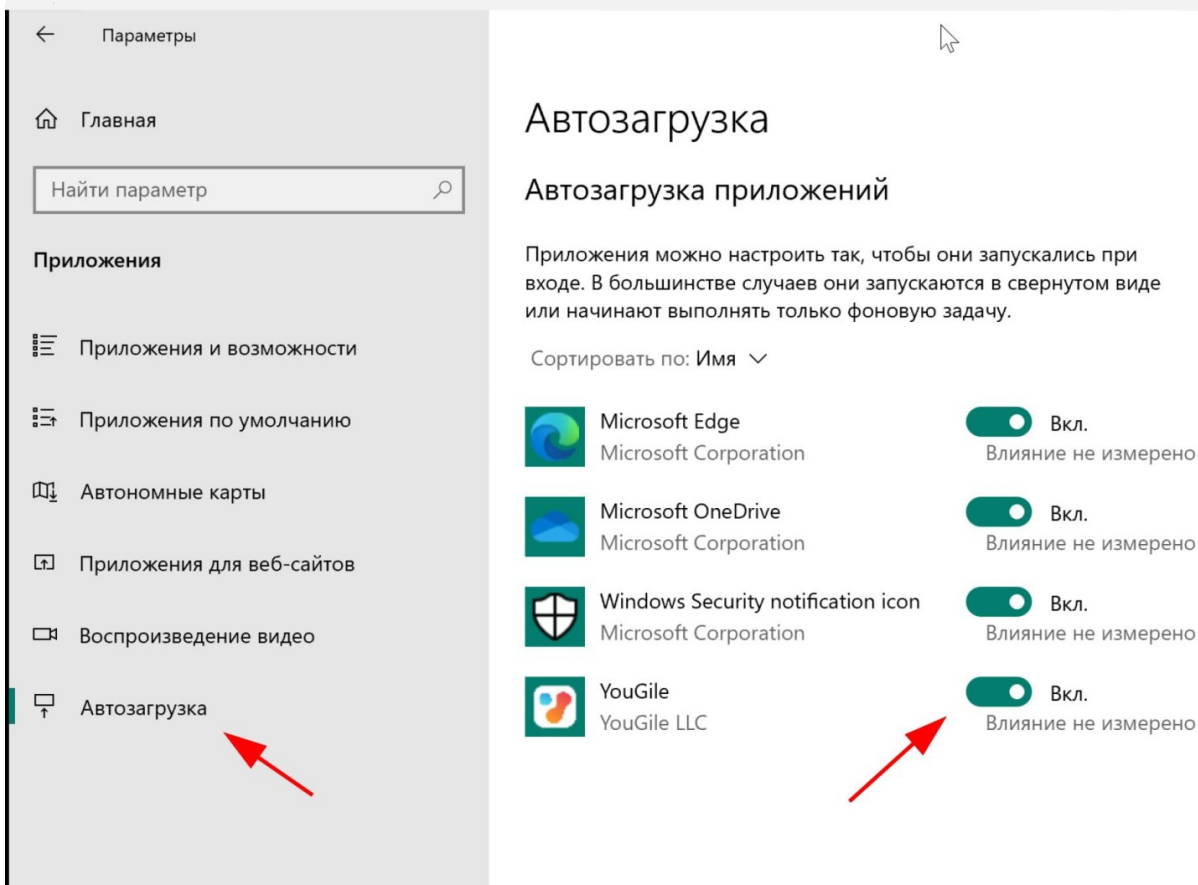 Параметры
Главная
Найти параметр
Приложения
Приложения и возможности
Приложения по умолчанию
Автономные карты
Приложения для веб-сайтов
Воспроизведение видео
Автозагрузка
Автозагрузка
Автозагрузка приложений
Приложения можно настроить так, чтобы они запускались при
входе. В большинстве случаев они запускаются в свернутом виде
или начинают выполнять только фоновую задачу.
Сортировать по: Имя
Microsoft Edge Вкл.
Microsoft Corporation Влияние не измерено
Microsoft OneDrive Вкл.
Microsoft Corporation Влияние не измерено
Windows Security notification icon Вкл.
Microsoft Corporation Влияние не измерено
YouGile Вкл.
YouGile LLC Влияние не измерено